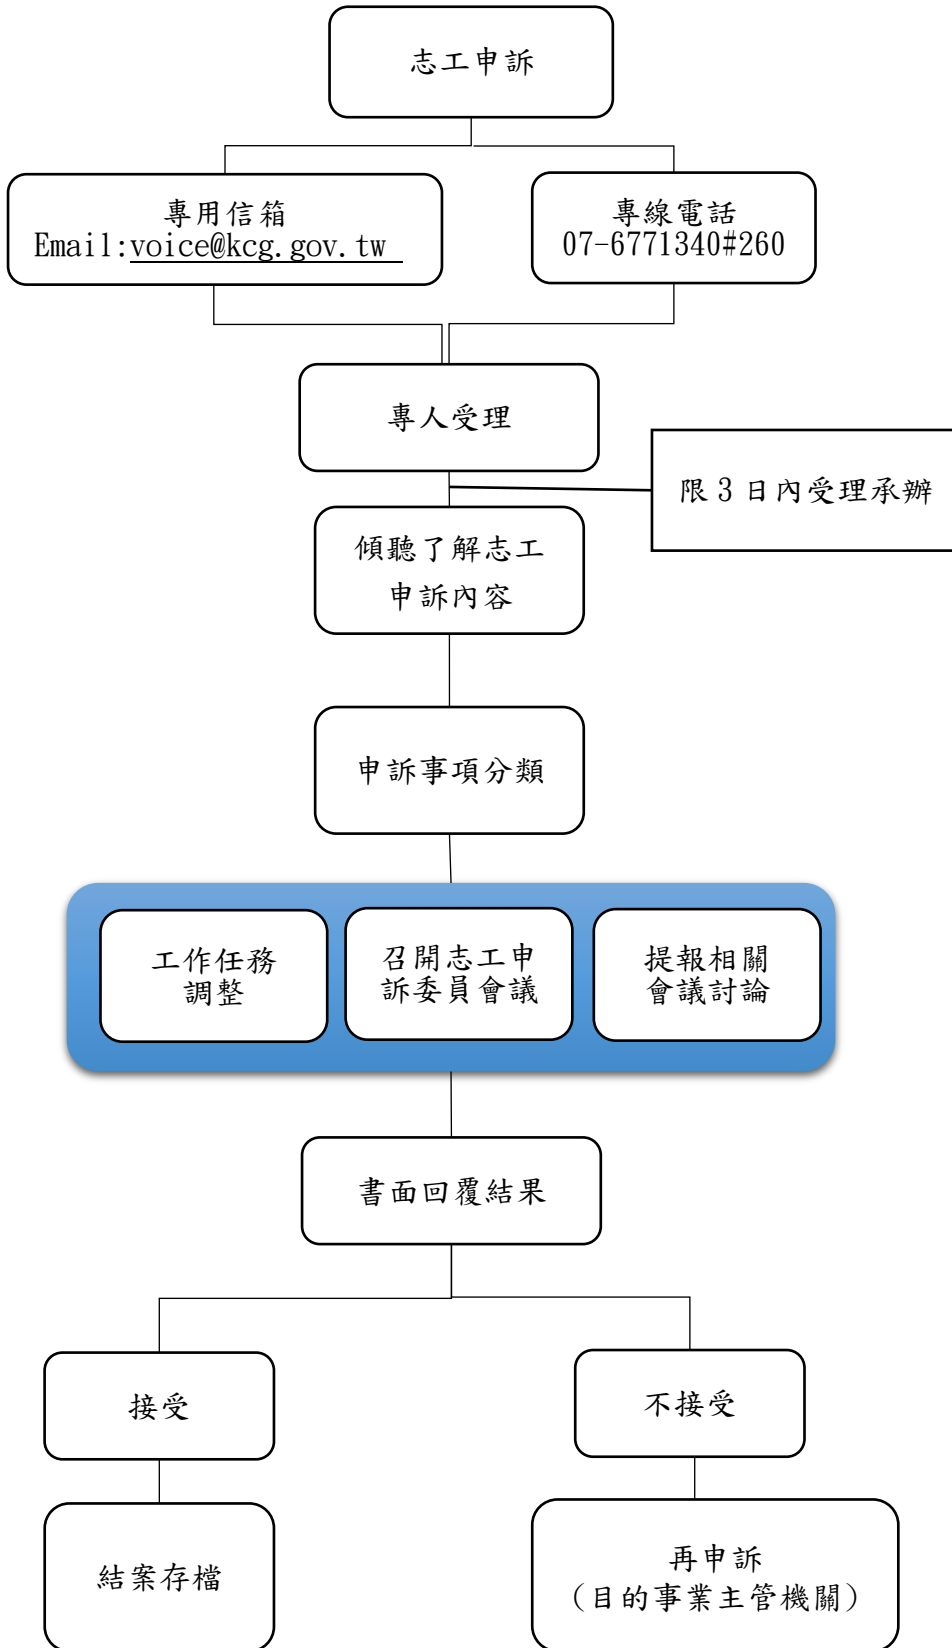 志工申訴
專用信箱
Email:voice@kcg.gov.tw
專線電話
07-6771340#260
專人受理
限3日內受理承辦
傾聽了解志工
申訴內容
申訴事項分類
工作任務
調整
召開志工申
訴委員會議
提報相關
會議討論
書面回覆結果
接受
不接受
結案存檔
再申訴
(目的事業主管機關)